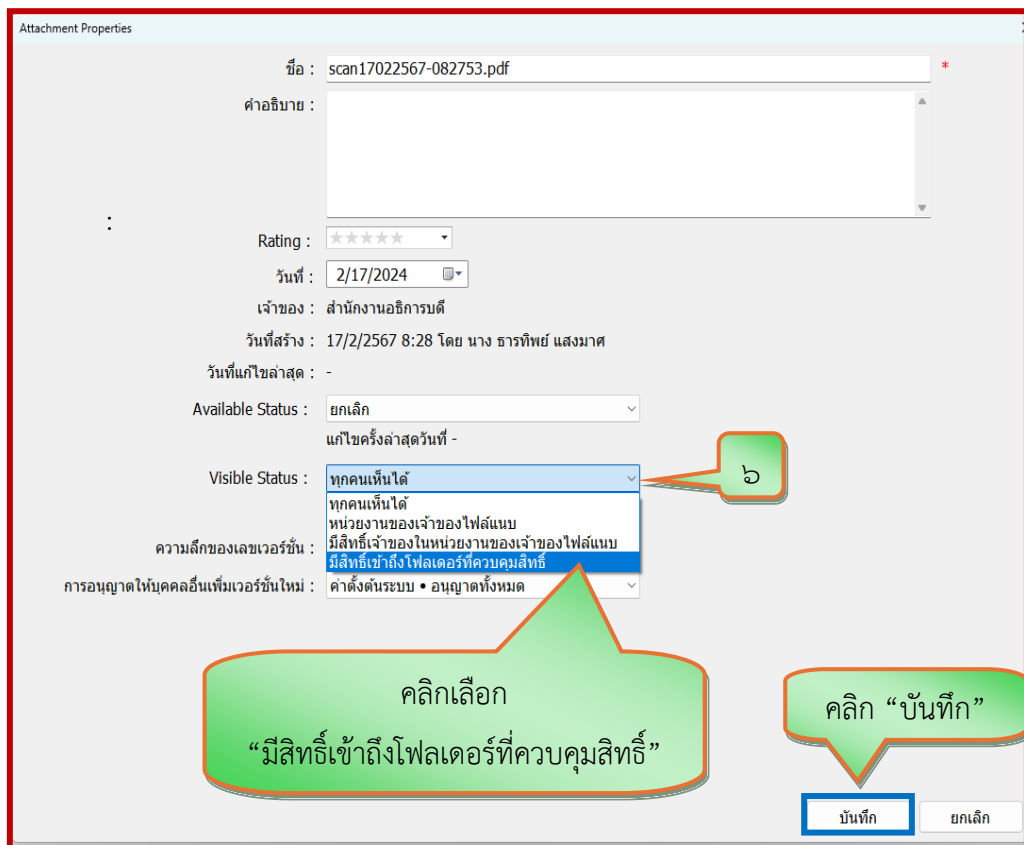 Attachment Properties
ชื่อ : scan17022567-082753.pdf *
คำอธิบาย :
:
Rating :
วันที่ : 2/17/2024
เจ้าของ : สำนักงานอธิการบดี
วันที่สร้าง : 17/2/2567 8:28 โดย นาง ธารทิพย์ แสงมาศ
วันที่แก้ไขล่าสุด : -
Available Status : ยกเลิก
แก้ไขครั้งล่าสุดวันที่ -
Visible Status : ทุกคนเห็นได้
๖
ทุกคนเห็นได้
หน่วยงานของเจ้าของไฟล์แนบ
มีสิทธิ์เจ้าของในหน่วยงานของเจ้าของไฟล์แนบ
ความลึกของเลขเวอร์ชั่น :
มีสิทธิ์เข้าถึงโฟลเดอร์ที่ควบคุมสิทธิ์
การอนุญาตให้บุคคลอื่นเพิ่มเวอร์ชั่นใหม่ : ค่าตั้งต้นระบบ • อนุญาตทั้งหมด
คลิกเลือก
“มีสิทธิ์เข้าถึงโฟลเดอร์ที่ควบคุมสิทธิ์”
คลิก “บันทึก”
บันทึก ยกเลิก